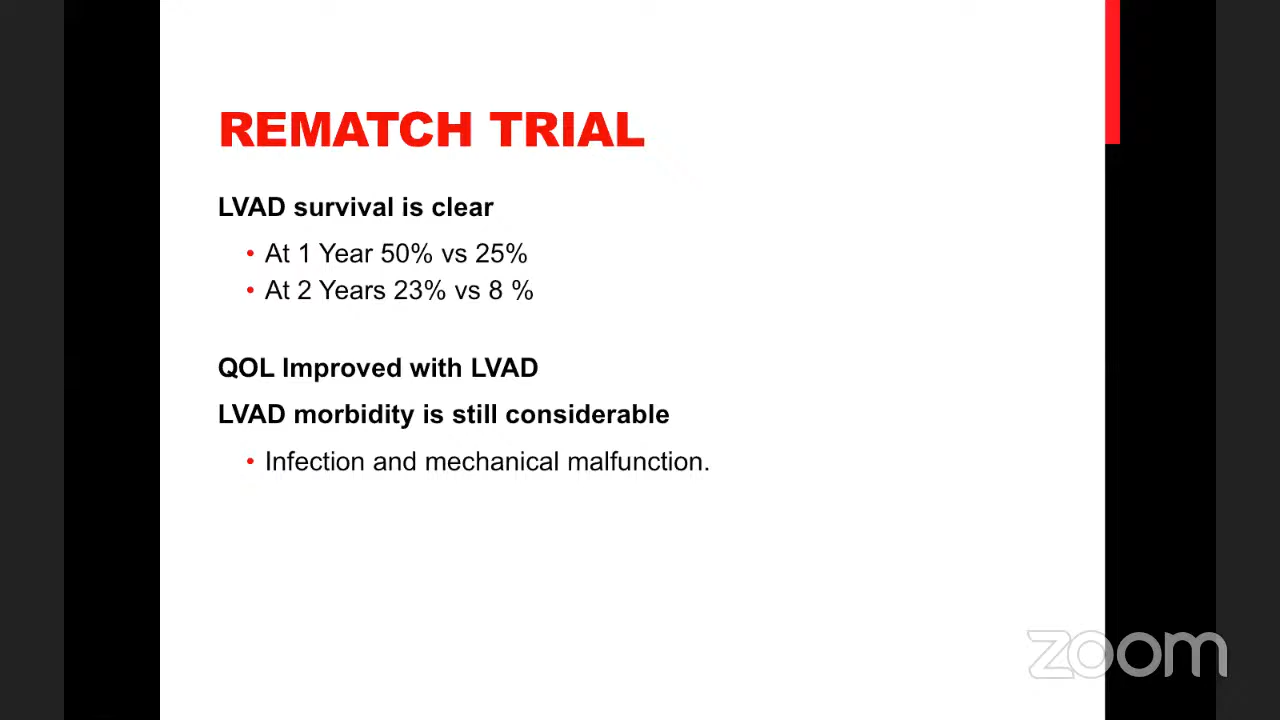 REMATCH TRIAL
LVAD survival is clear
• At 1 Year 50% vs 25%
• At 2 Years 23% vs 8 %
QOL Improved with LVAD
LVAD morbidity is still considerable
• Infection and mechanical malfunction.
zoom